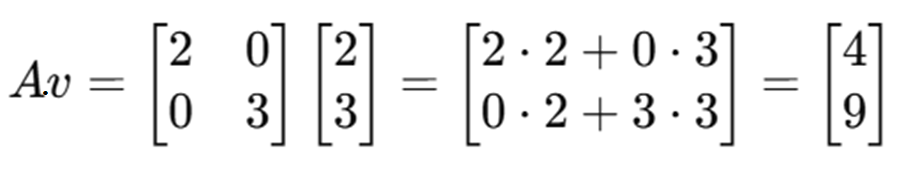 Av = [2 0; 0 3] [2; 3] = [2 · 2 + 0 · 3; 0 · 2 + 3 · 3] = [4; 9]